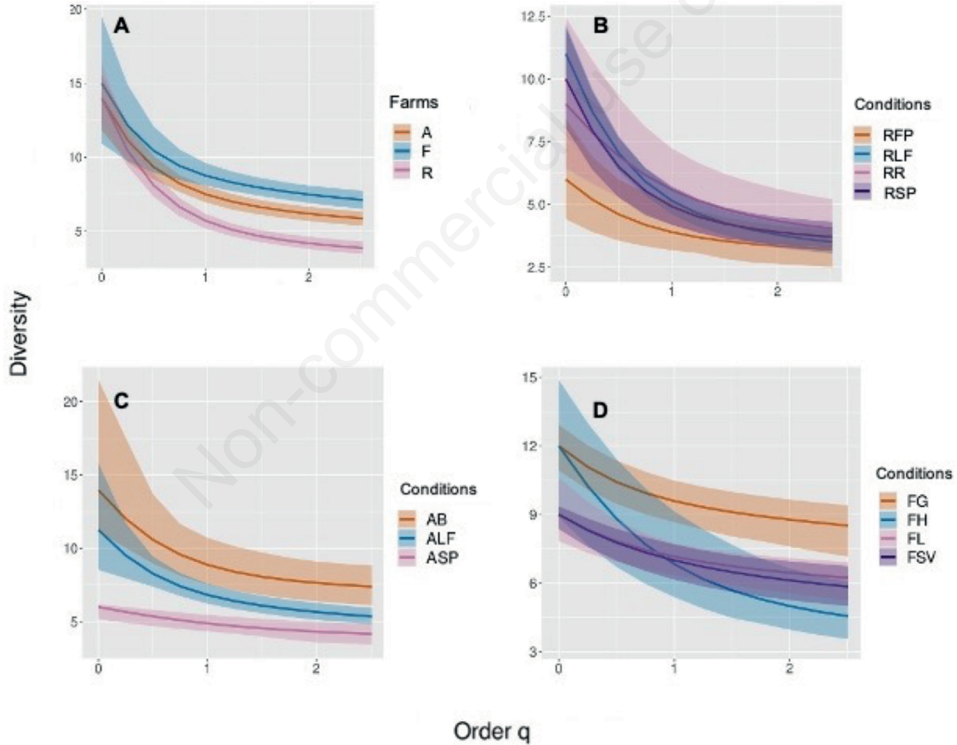 A
20
15
10
5
0
1
2
Farms
A
F
R
B
12.5
10.0
7.5
5.0
2.5
0
1
2
Conditions
RFP
RLF
RR
RSP
Diversity
C
20
15
10
5
0
1
2
Conditions
AB
ALF
ASP
D
15
12
9
6
3
0
1
2
Conditions
FG
FH
FL
FSV
Order q
Non-commercial use o